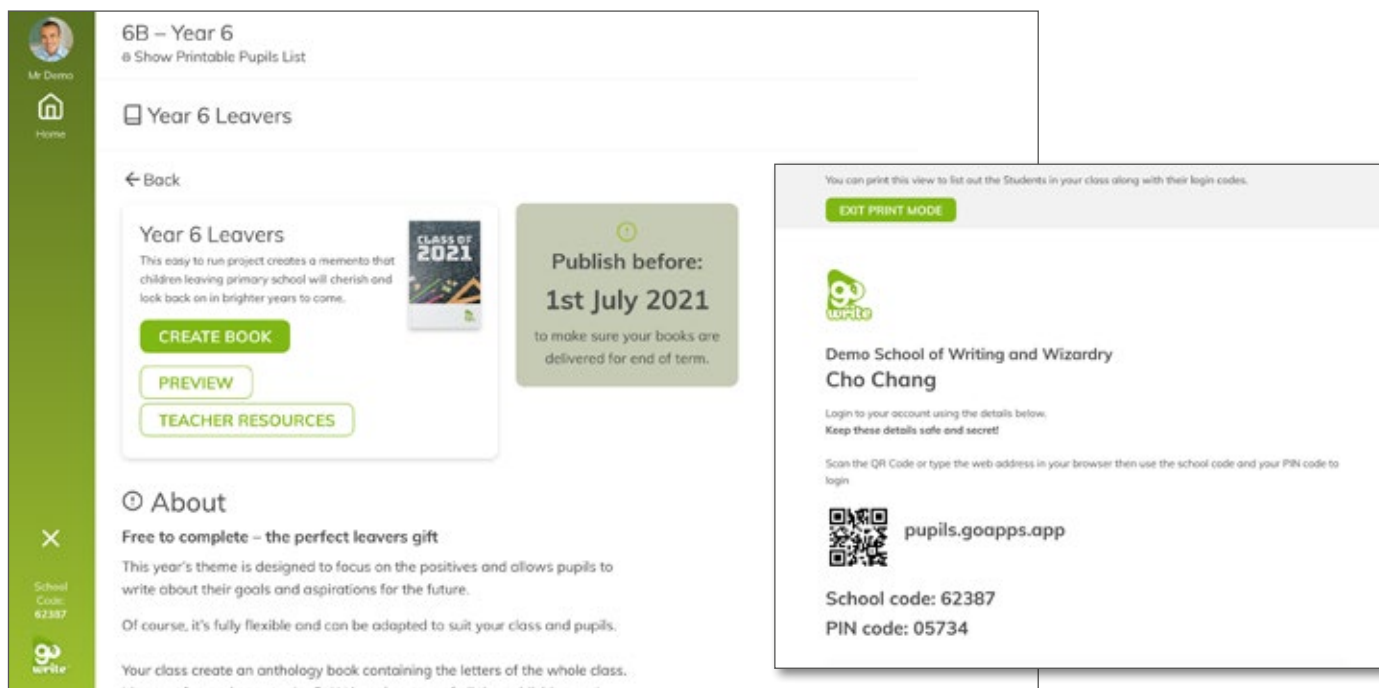 Mr Demo
Home
School
Code:
62387
go
write
6B – Year 6
Show Printable Pupils List
Year 6 Leavers
Back
Year 6 Leavers
This easy to run project creates a memento that
children leaving primary school will cherish and
look back on in brighter years to come.
CREATE BOOK
PREVIEW
TEACHER RESOURCES
CLASS OF
2021
Publish before:
1st July 2021
to make sure your books are
delivered for end of term.
About
Free to complete – the perfect leavers gift
This year's theme is designed to focus on the positives and allows pupils to
write about their goals and aspirations for the future.
Of course, it's fully flexible and can be adapted to suit your class and pupils.
Your class create an anthology book containing the letters of the whole class.
You can print this view to list out the Students in your class along with their login codes.
EXIT PRINT MODE
go
write
Demo School of Writing and Wizardry
Cho Chang
Login to your account using the details below.
Keep these details safe and secret!
Scan the QR Code or type the web address in your browser then use the school code and your PIN code to
login
pupils.goapps.app
School code: 62387
PIN code: 05734